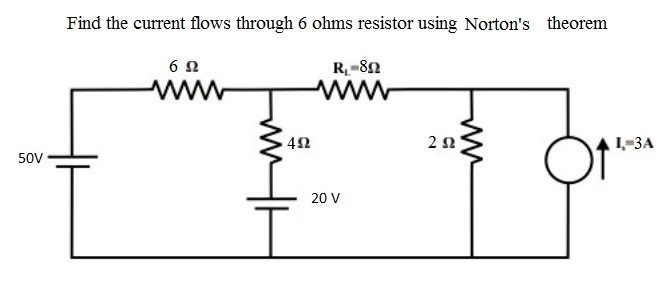 Find the current flows through 6 ohms resistor using Norton's theorem
6 Ω
R_L=8Ω
4Ω
2 Ω
I_s=3A
50V
20 V